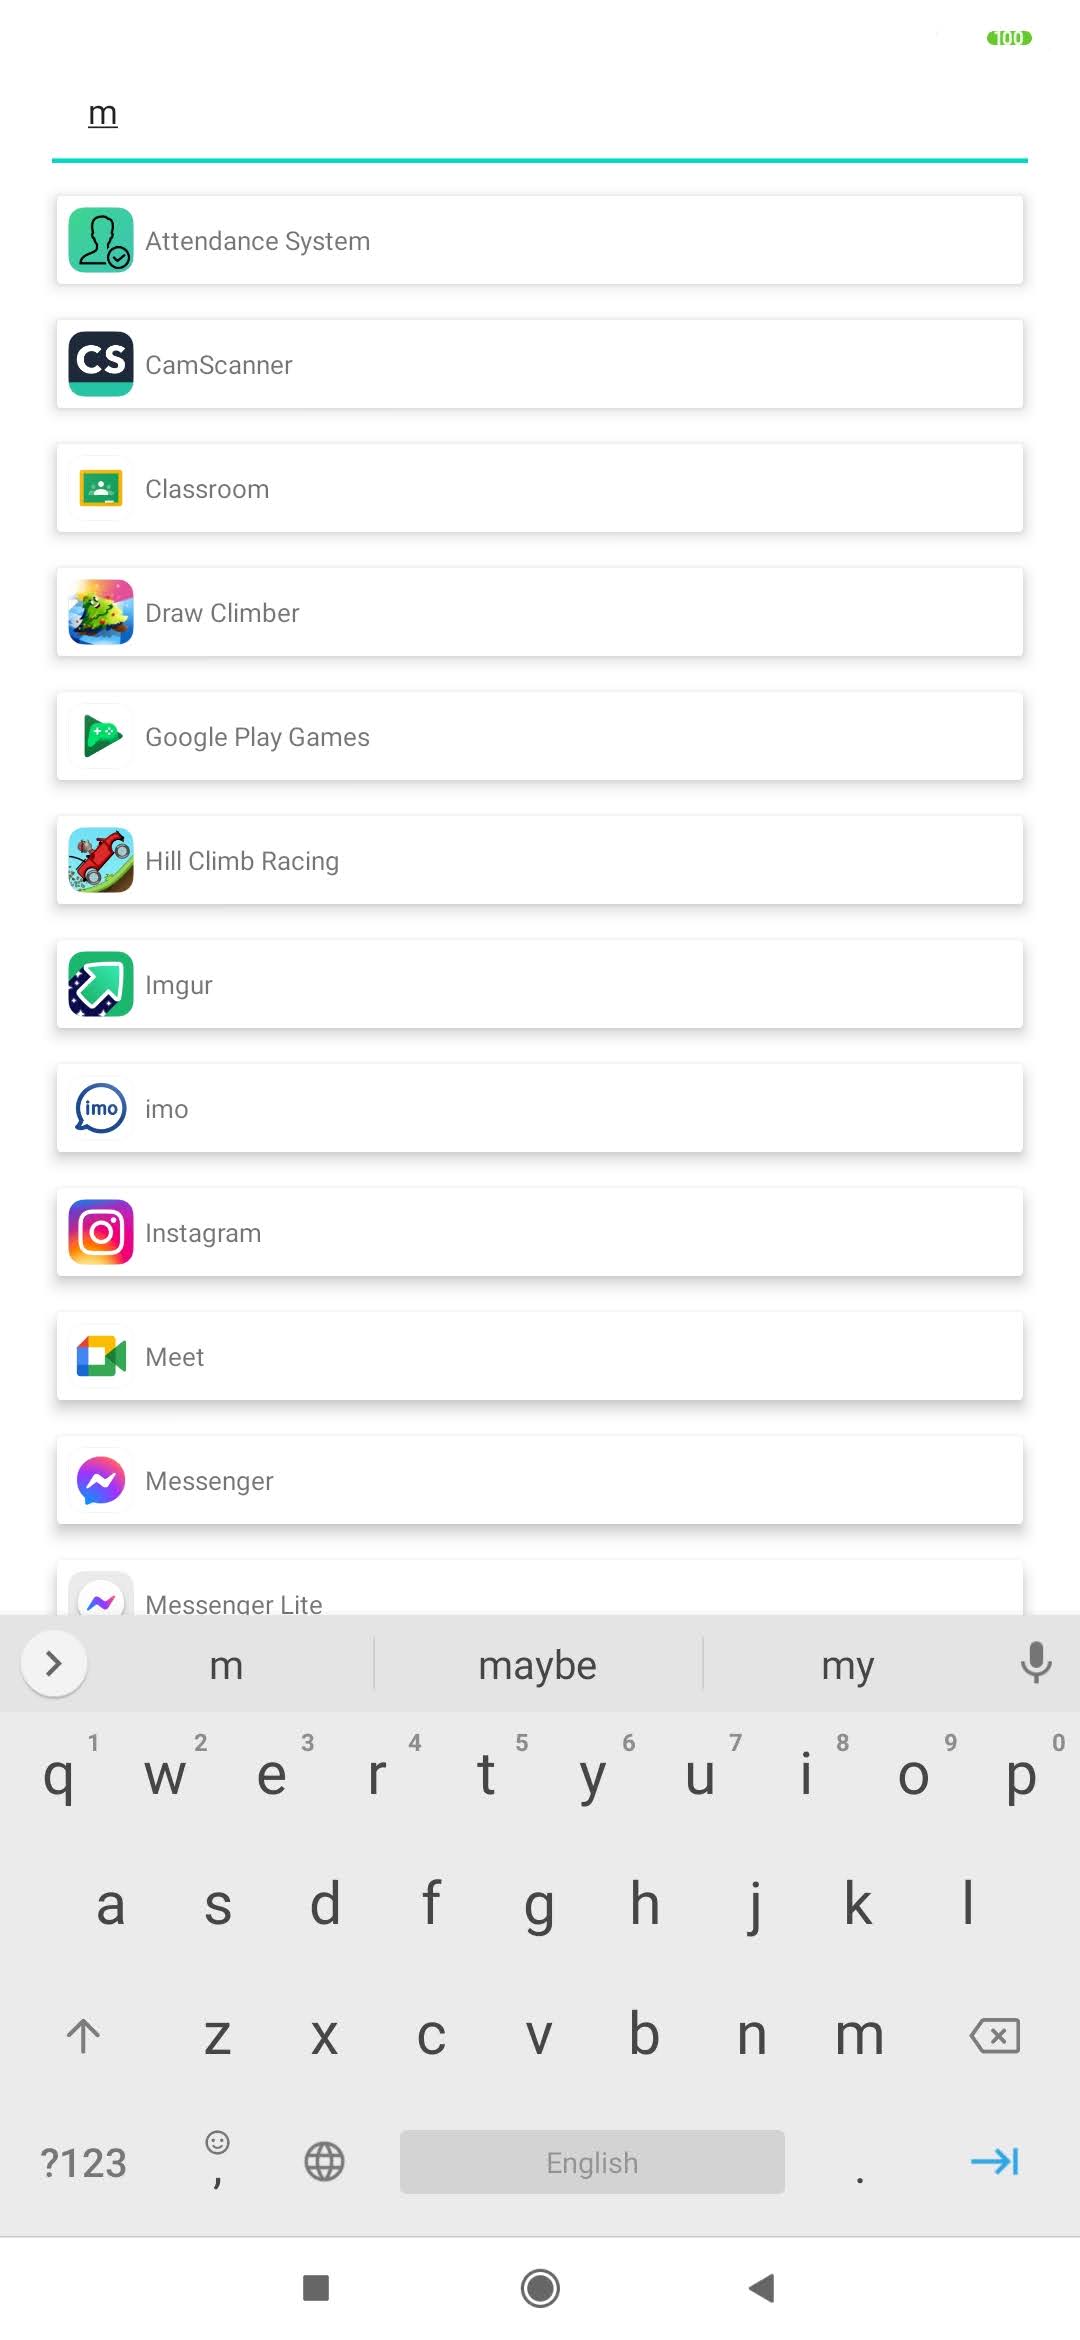 100
m
Attendance System
CS CamScanner
Classroom
Draw Climber
Google Play Games
Hill Climb Racing
Imgur
imo imo
Instagram
Meet
Messenger
Messenger Lite
m maybe my
1 2 3 4 5 6 7 8 9 0
q w e r t y u i o p
a s d f g h j k l
z x c v b n m
?123 , English .